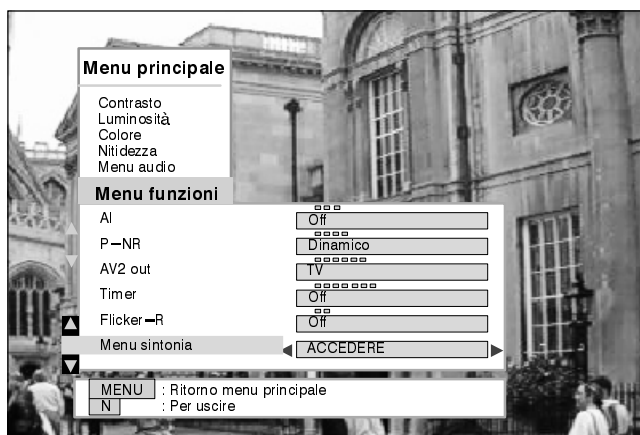 Menu principale
Contrasto
Luminosità
Colore
Nitidezza
Menu audio
Menu funzioni
AI Off
P-NR Dinamico
AV2 out TV
Timer Off
Flicker-R Off
Menu sintonia ACCEDERE
MENU : Ritorno menu principale
N : Per uscire